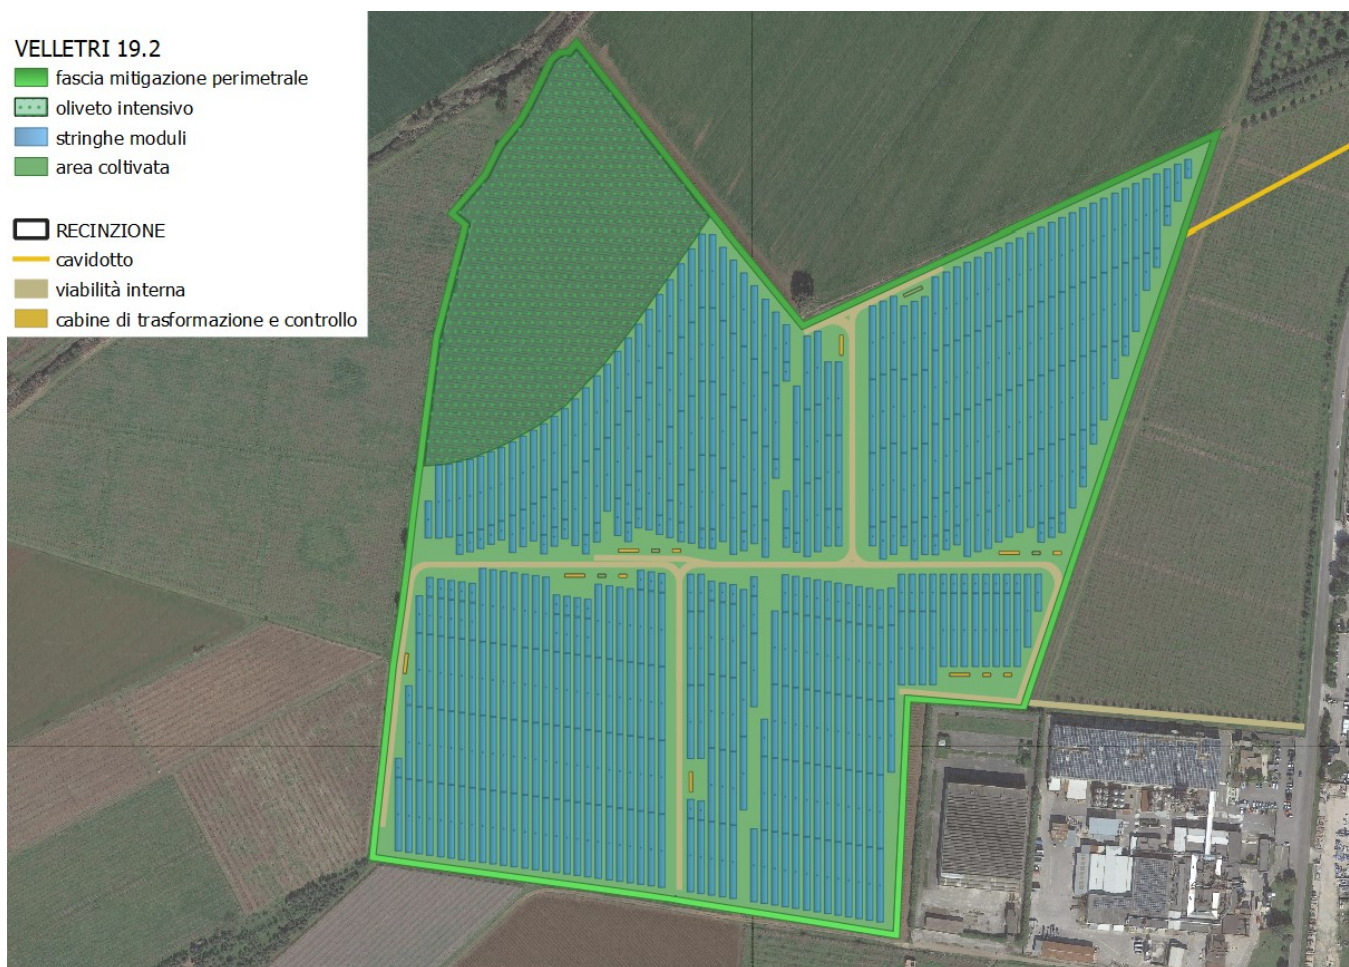 VELLETRI 19.2
fascia mitigazione perimetrale
oliveto intensivo
stringhe moduli
area coltivata
RECINZIONE
cavidotto
viabilità interna
cabine di trasformazione e controllo